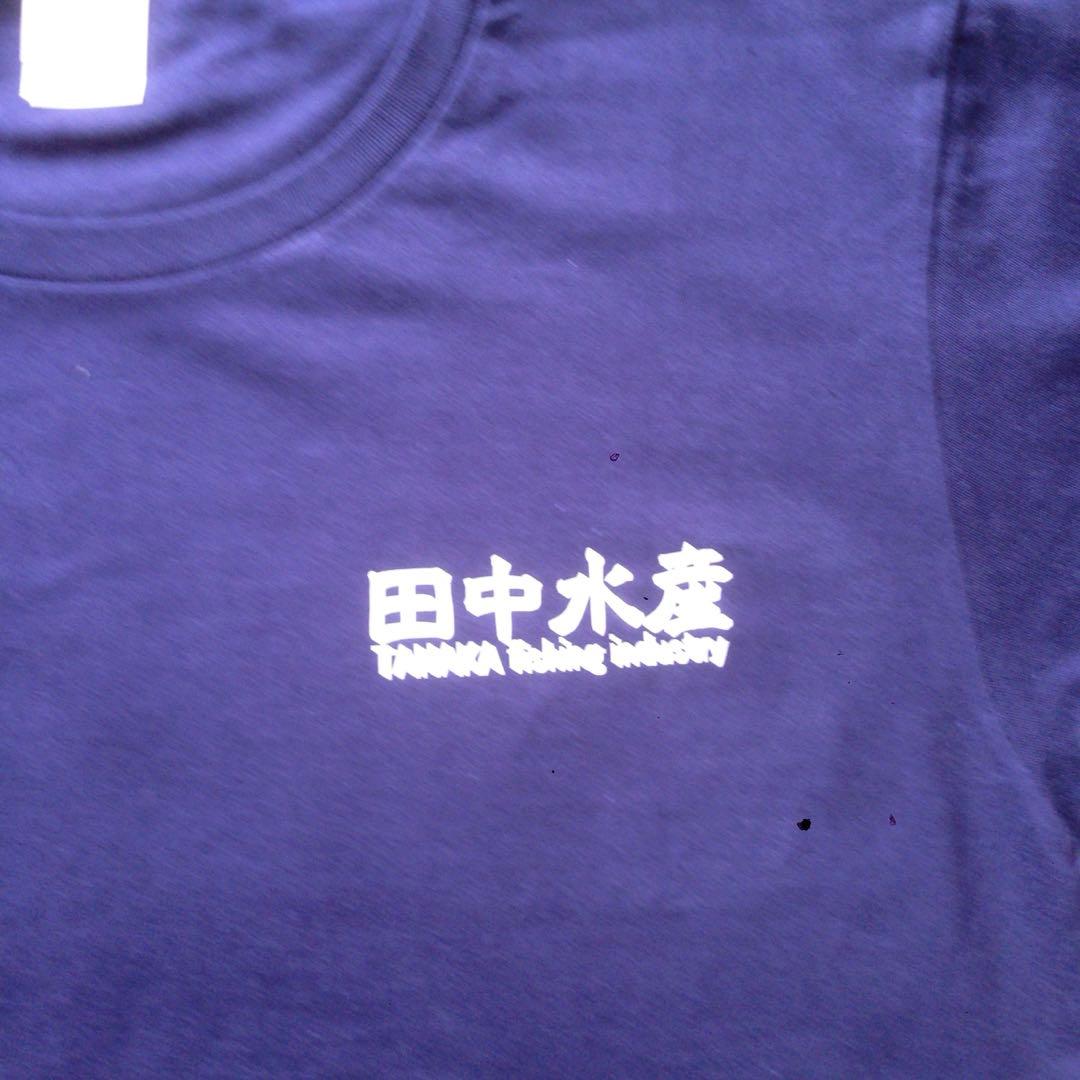 田中水産
TANAKA fishing industry